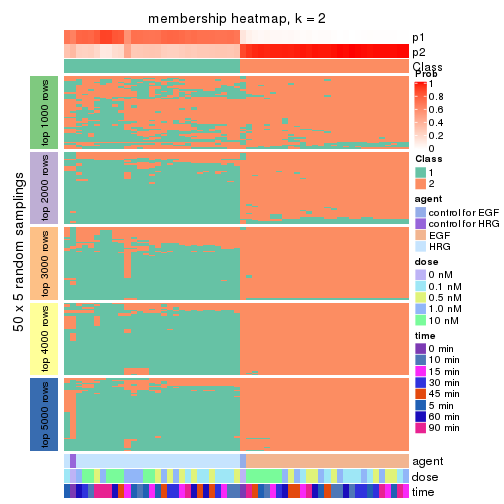 membership heatmap, k = 2
p1
p2
Class
50 x 5 random samplings
top 1000 rows
top 2000 rows
top 3000 rows
top 4000 rows
top 5000 rows
agent
dose
time
Prob
1
0.8
0.6
0.4
0.2
0
Class
1
2
agent
control for EGF
control for HRG
EGF
HRG
dose
0 nM
0.1 nM
0.5 nM
1.0 nM
10 nM
time
0 min
10 min
15 min
30 min
45 min
5 min
60 min
90 min